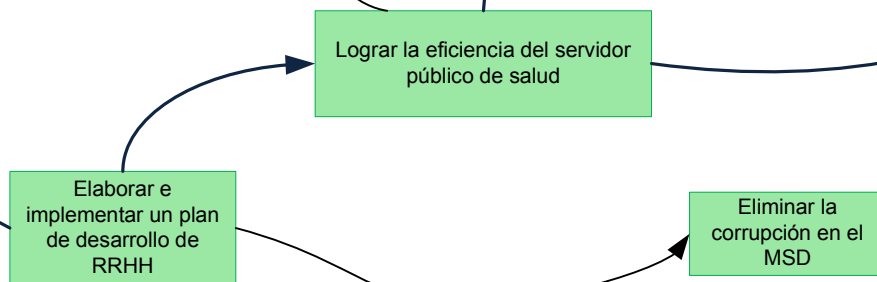 Lograr la eficiencia del servidor
público de salud
Elaborar e
implementar un plan
de desarrollo de
RRHH
Eliminar la
corrupción en el
MSD